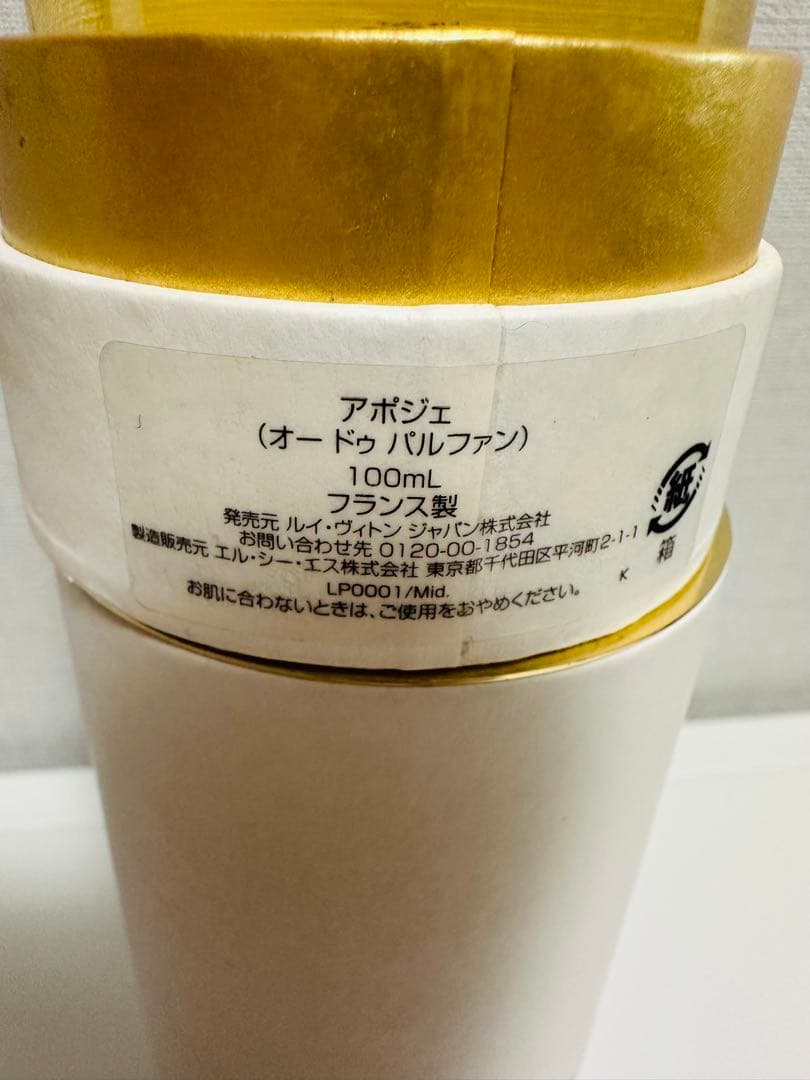 アポジェ
(オー ドゥ パルファン)
100mL
フランス製
発売元 ルイ・ヴィトン ジャパン株式会社
お問い合わせ先 0120-00-1854
製造販売元 エル・シー・エス株式会社 東京都千代田区平河町2-1-1
LP0001/Mid.
お肌に合わないときは、ご使用をおやめください。
K
紙
箱